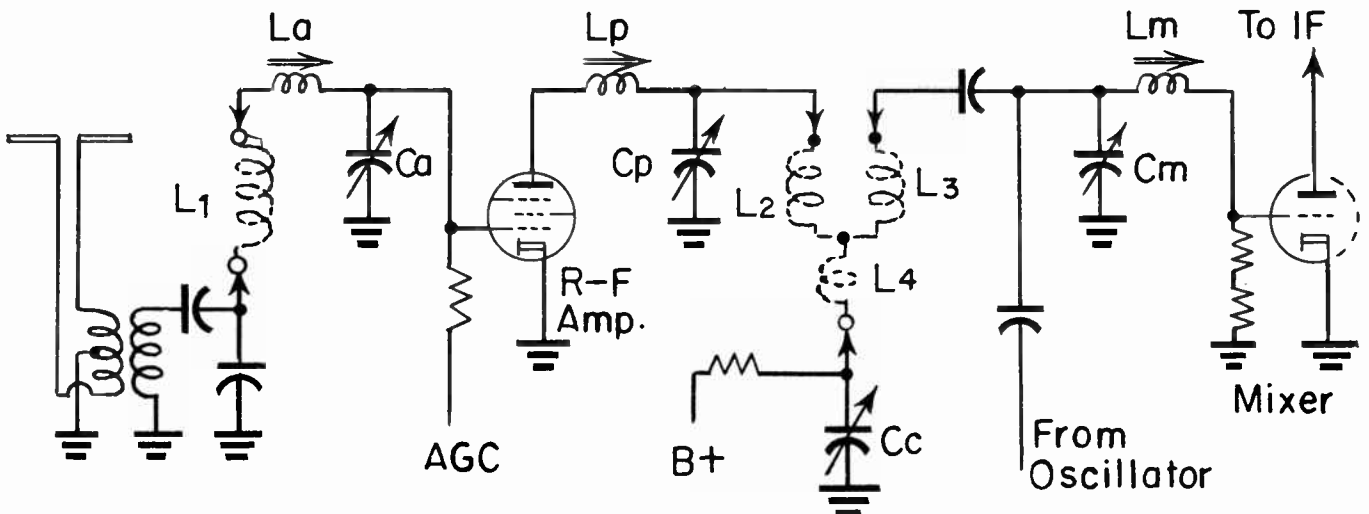 La
Lp
Lm
To IF
Ca
Cp
Cm
L1
L2
L3
L4
R-F
Amp.
Mixer
AGC
B+
Cc
From
Oscillator